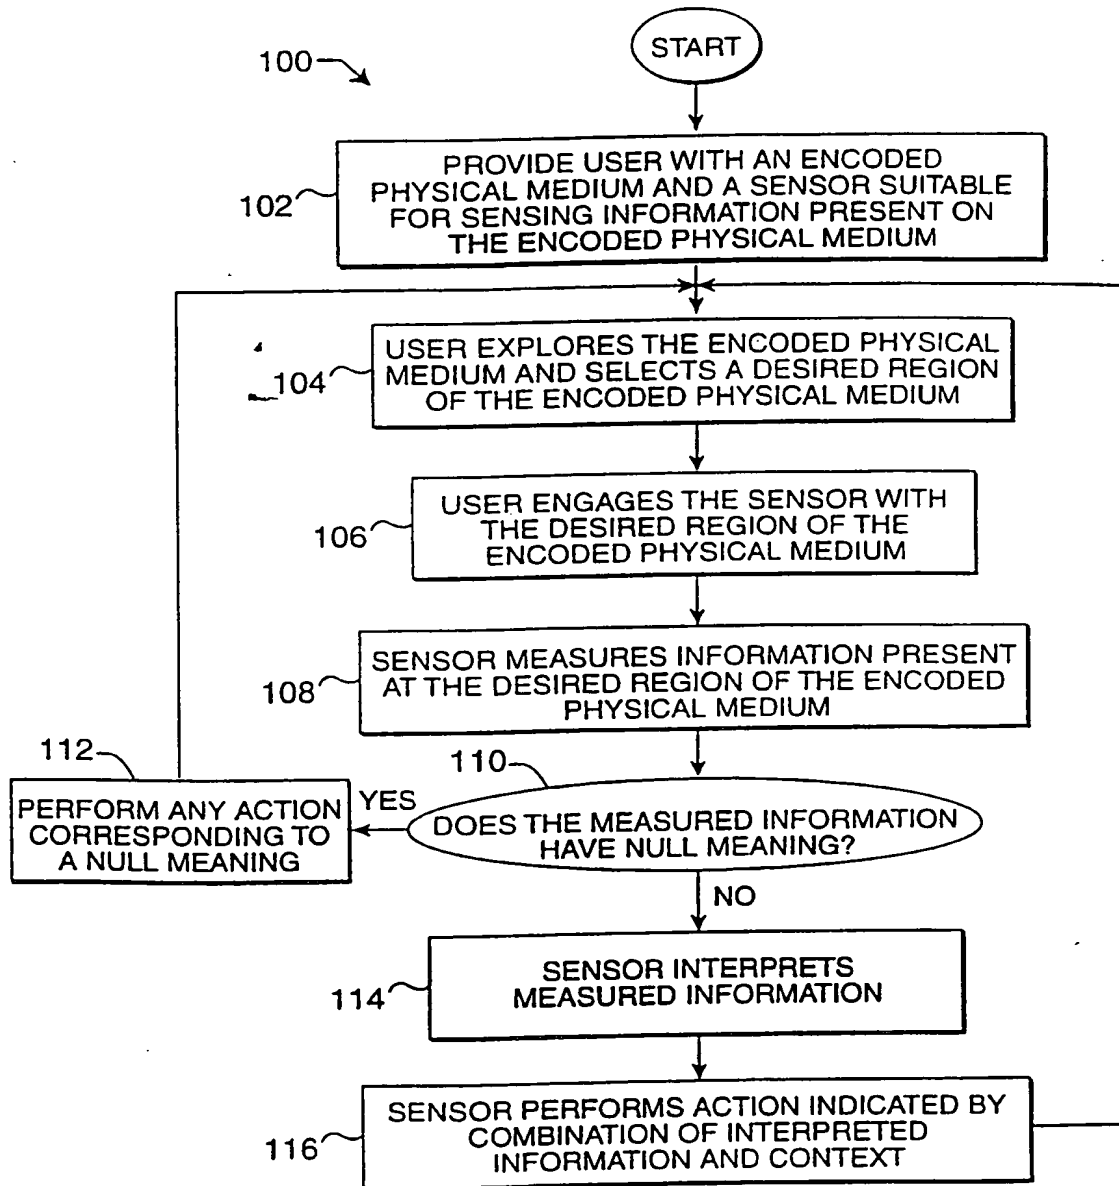 START
100
PROVIDE USER WITH AN ENCODED
PHYSICAL MEDIUM AND A SENSOR SUITABLE
FOR SENSING INFORMATION PRESENT ON
THE ENCODED PHYSICAL MEDIUM
102
USER EXPLORES THE ENCODED PHYSICAL
MEDIUM AND SELECTS A DESIRED REGION
OF THE ENCODED PHYSICAL MEDIUM
104
USER ENGAGES THE SENSOR WITH
THE DESIRED REGION OF THE
ENCODED PHYSICAL MEDIUM
106
SENSOR MEASURES INFORMATION PRESENT
AT THE DESIRED REGION OF THE ENCODED
PHYSICAL MEDIUM
108
110
DOES THE MEASURED INFORMATION
HAVE NULL MEANING?
YES
112
PERFORM ANY ACTION
CORRESPONDING TO
A NULL MEANING
NO
SENSOR INTERPRETS
MEASURED INFORMATION
114
SENSOR PERFORMS ACTION INDICATED BY
COMBINATION OF INTERPRETED
INFORMATION AND CONTEXT
116